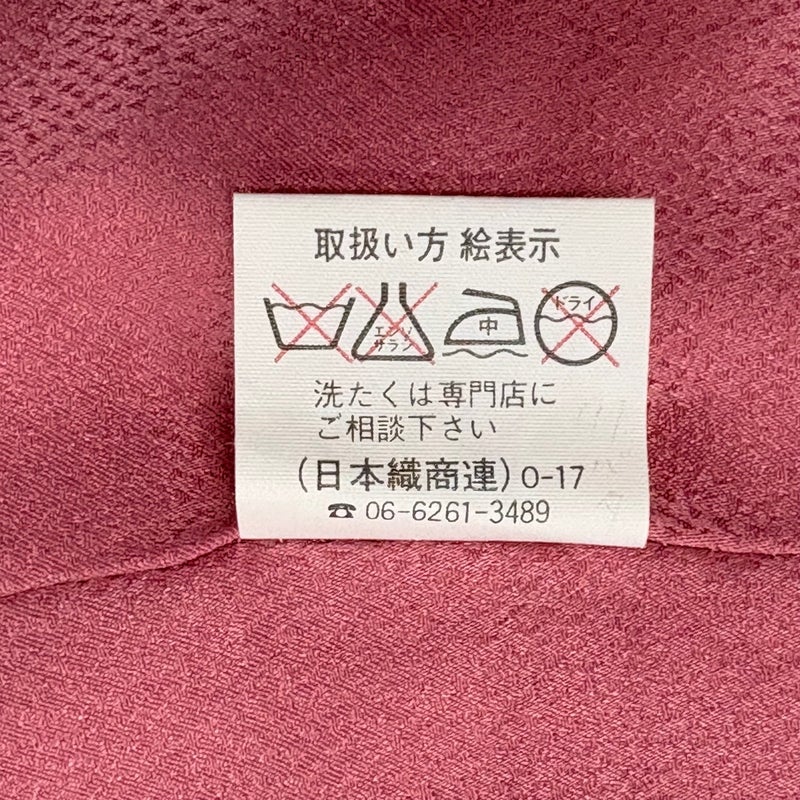 取扱い方 絵表示
エンソ
サラシ
中
ドライ
洗たくは専門店に
ご相談下さい
(日本織商連) 0-17
☎ 06-6261-3489